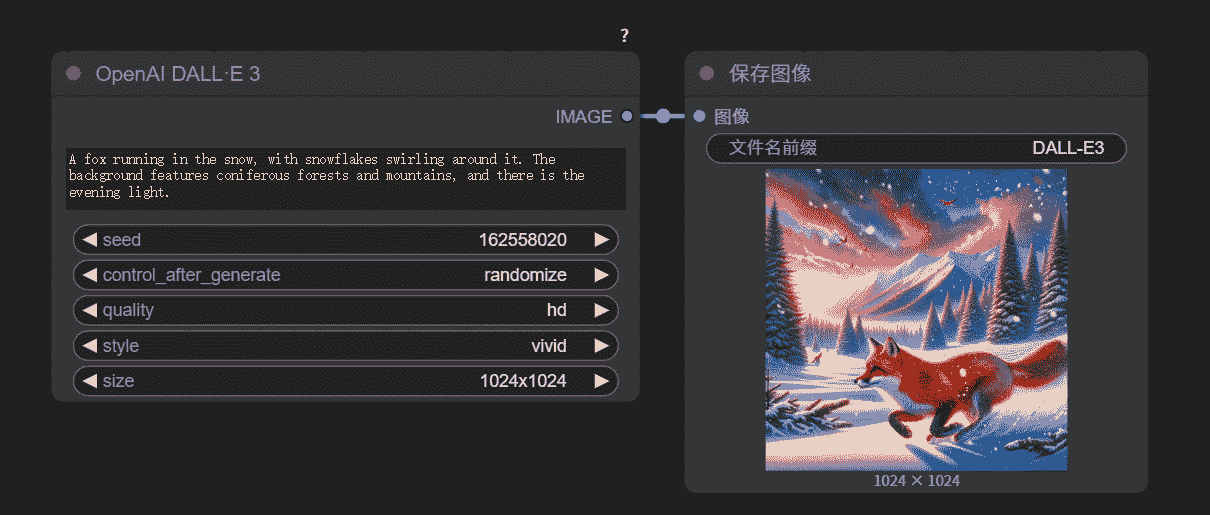 ?
OpenAI DALL·E 3
IMAGE
A fox running in the snow, with snowflakes swirling around it. The
background features coniferous forests and mountains, and there is the
evening light.
seed 162558020
control_after_generate randomize
quality hd
style vivid
size 1024x1024
保存图像
图像
文件名前缀 DALL-E3
1024 × 1024